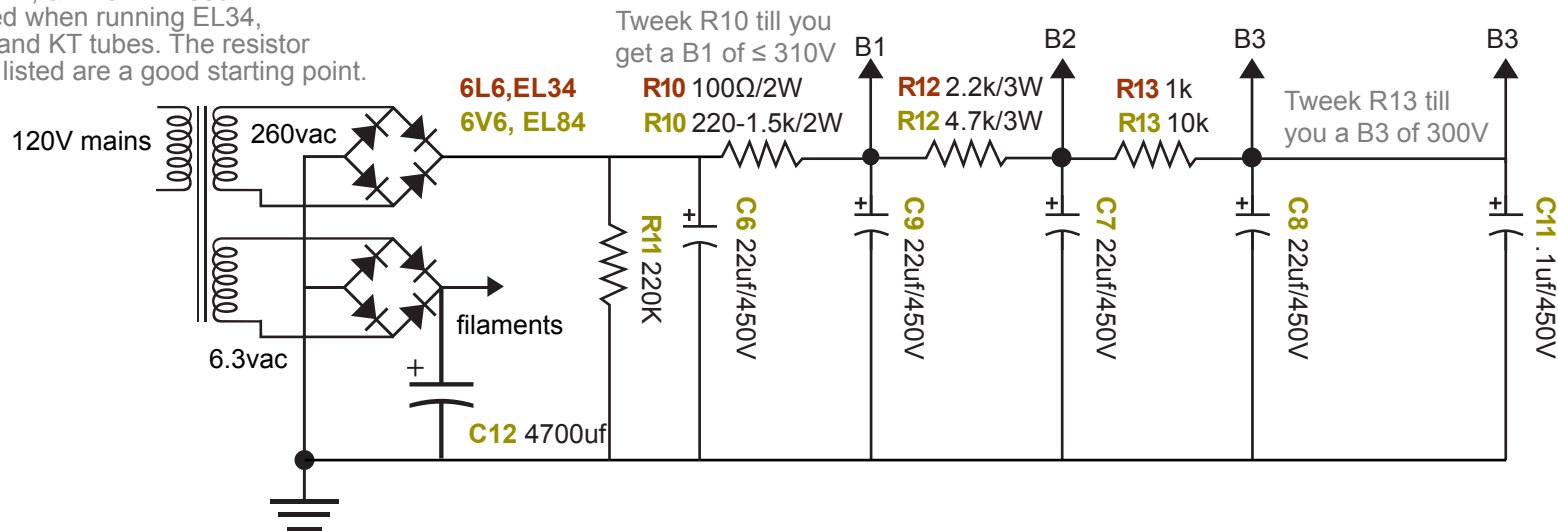 ed when running EL34,
and KT tubes. The resistor
listed are a good starting point.
Tweek R10 till you
get a B1 of ≤ 310V
B1
B2
B3
B3
6L6,EL34
6V6, EL84
R10 100Ω/2W
R10 220-1.5k/2W
R12 2.2k/3W
R12 4.7k/3W
R13 1k
R13 10k
Tweek R13 till
you a B3 of 300V
120V mains
260vac
6.3vac
filaments
+
C12 4700uf
R11 220K
+
C6 22uf/450V
+
C9 22uf/450V
+
C7 22uf/450V
+
C8 22uf/450V
+
C11 .1uf/450V